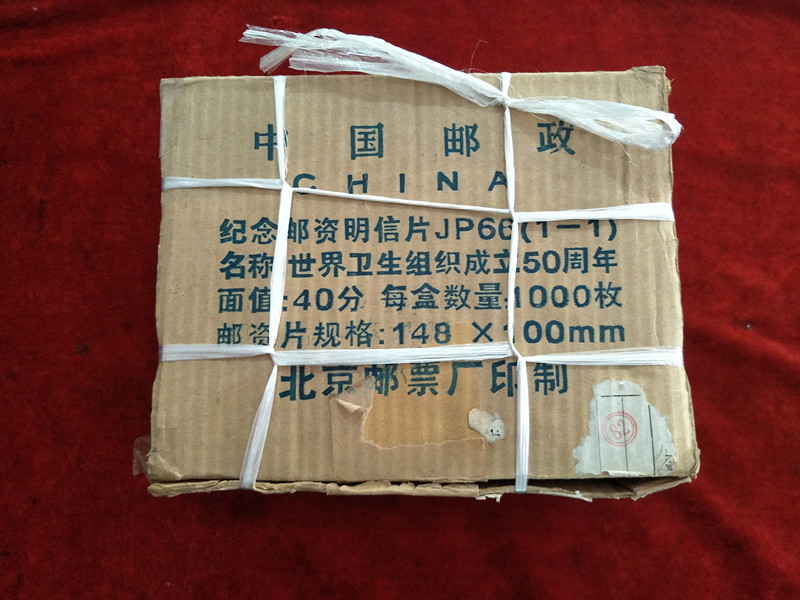 中国邮政
CHINA
纪念邮资明信片JP66(1-1)
名称:世界卫生组织成立50周年
面值:40分 每盒数量:1000枚
邮资片规格:148×100mm
北京邮票厂印制
82